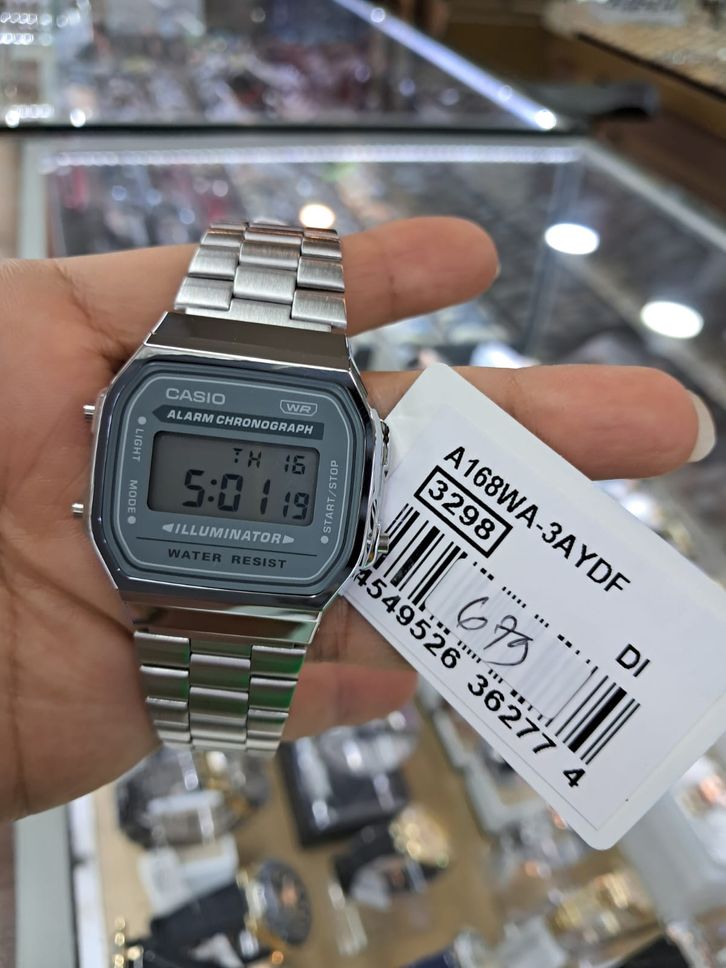 CASIO
WR
ALARM CHRONOGRAPH
LIGHT
MODE
START/STOP
TH 16
5:01 19
ILLUMINATOR
WATER RESIST
A168WA-3AYDF
3298
DI
4549526 36277 4